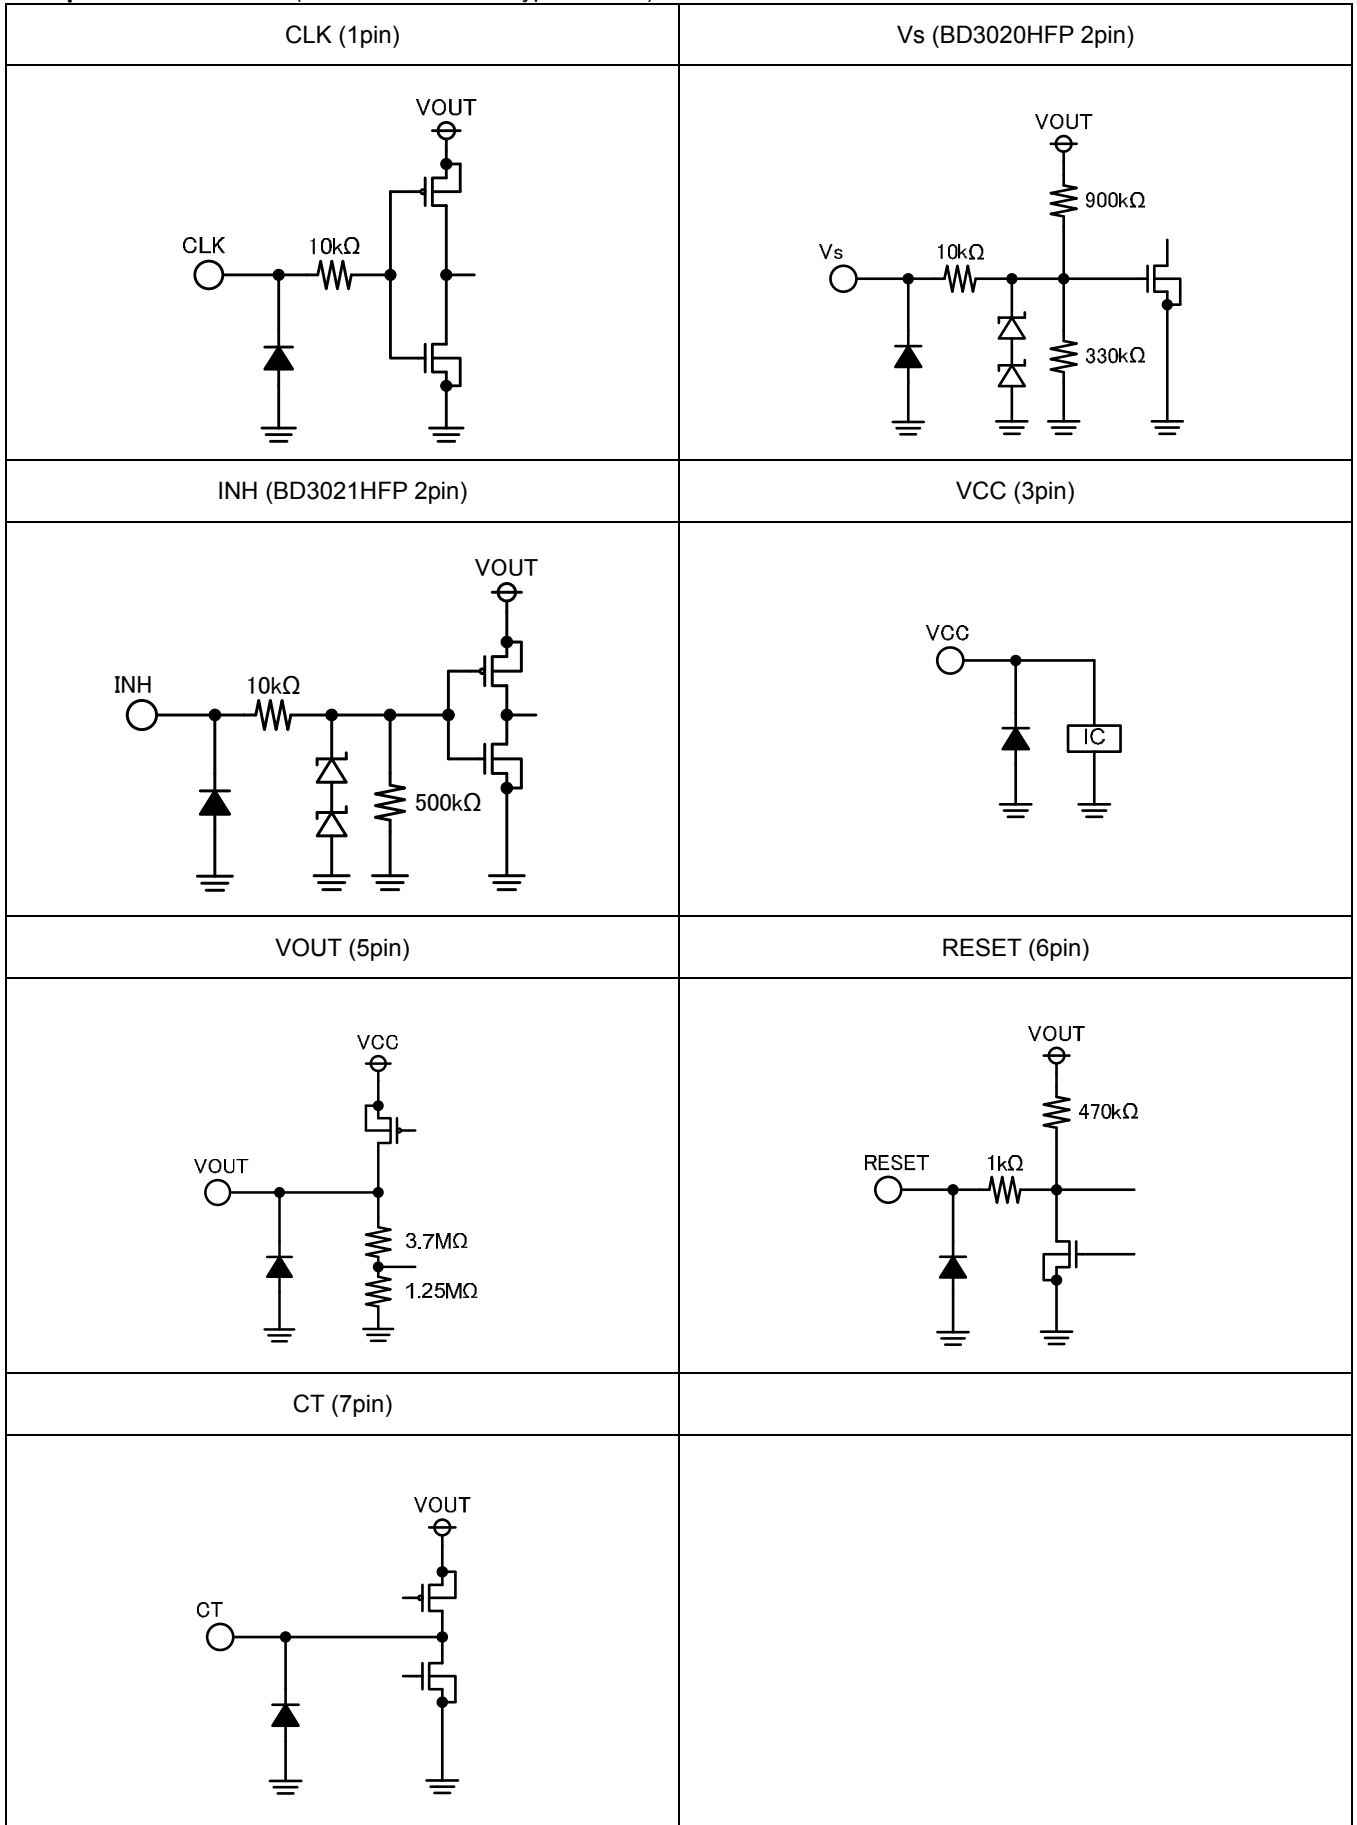 CLK (1pin)
Vs (BD3020HFP 2pin)
VOUT
CLK
10kΩ
VOUT
900kΩ
Vs
10kΩ
330kΩ
INH (BD3021HFP 2pin)
VCC (3pin)
VOUT
INH
10kΩ
500kΩ
VCC
IC
VOUT (5pin)
RESET (6pin)
VCC
VOUT
3.7MΩ
1.25MΩ
VOUT
470kΩ
RESET
1kΩ
CT (7pin)
VOUT
CT